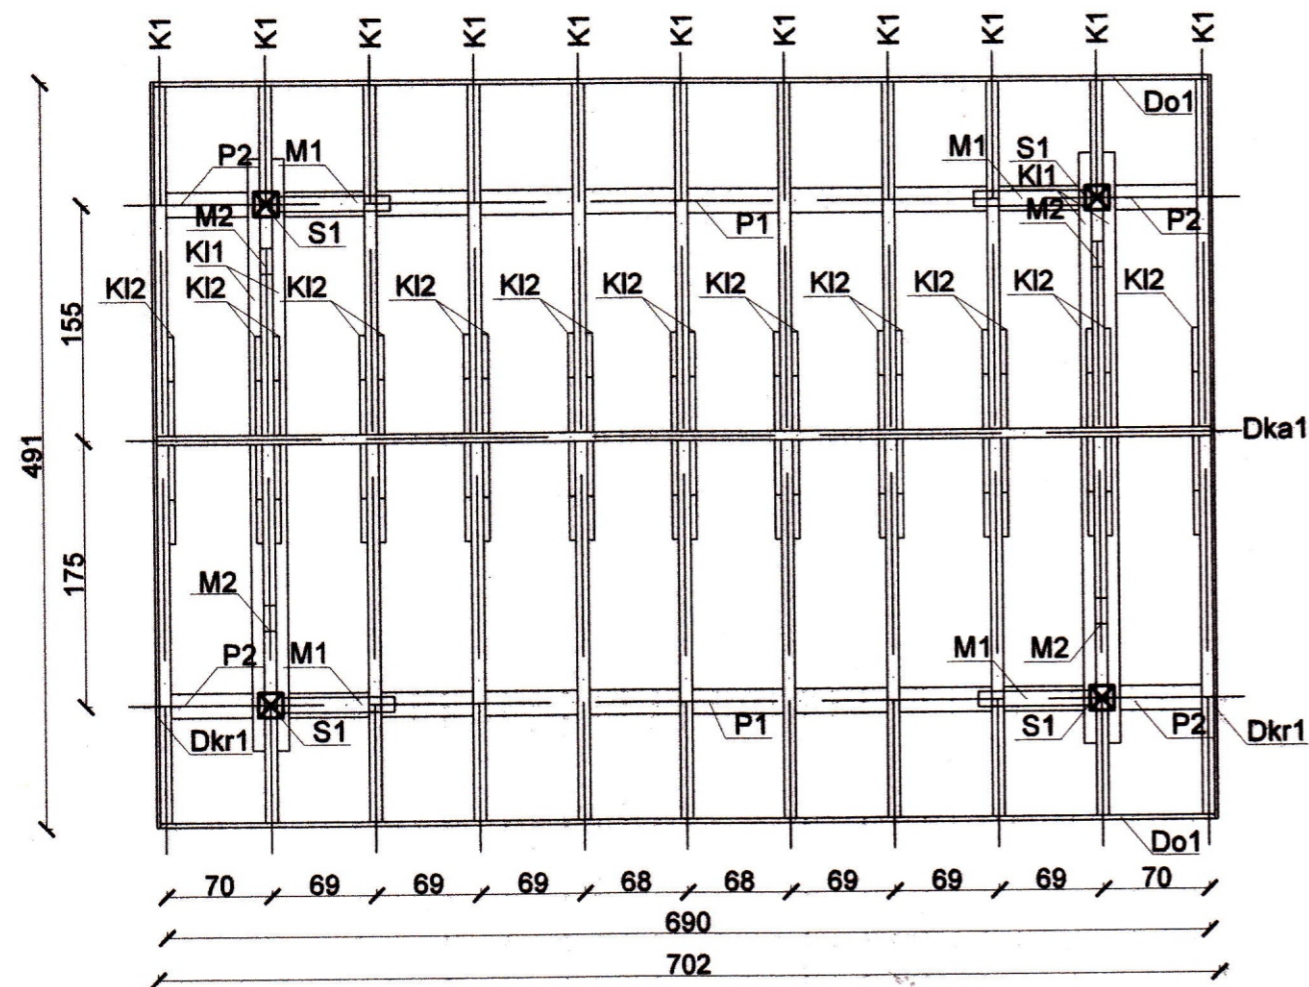 K1 K1 K1 K1 K1 K1 K1 K1 K1 K1 K1
Do1
P2 M1 M1 S1
Kl1
M2 S1 P1 M2 P2
Kl1
Kl2 Kl2 Kl2 Kl2 Kl2 Kl2 Kl2 Kl2 Kl2 Kl2 Kl2
155
491
Dka1
175
M2 M2
P2 M1 M1
Dkr1 S1 P1 S1 P2 Dkr1
Do1
70 69 69 69 68 68 69 69 69 70
690
702